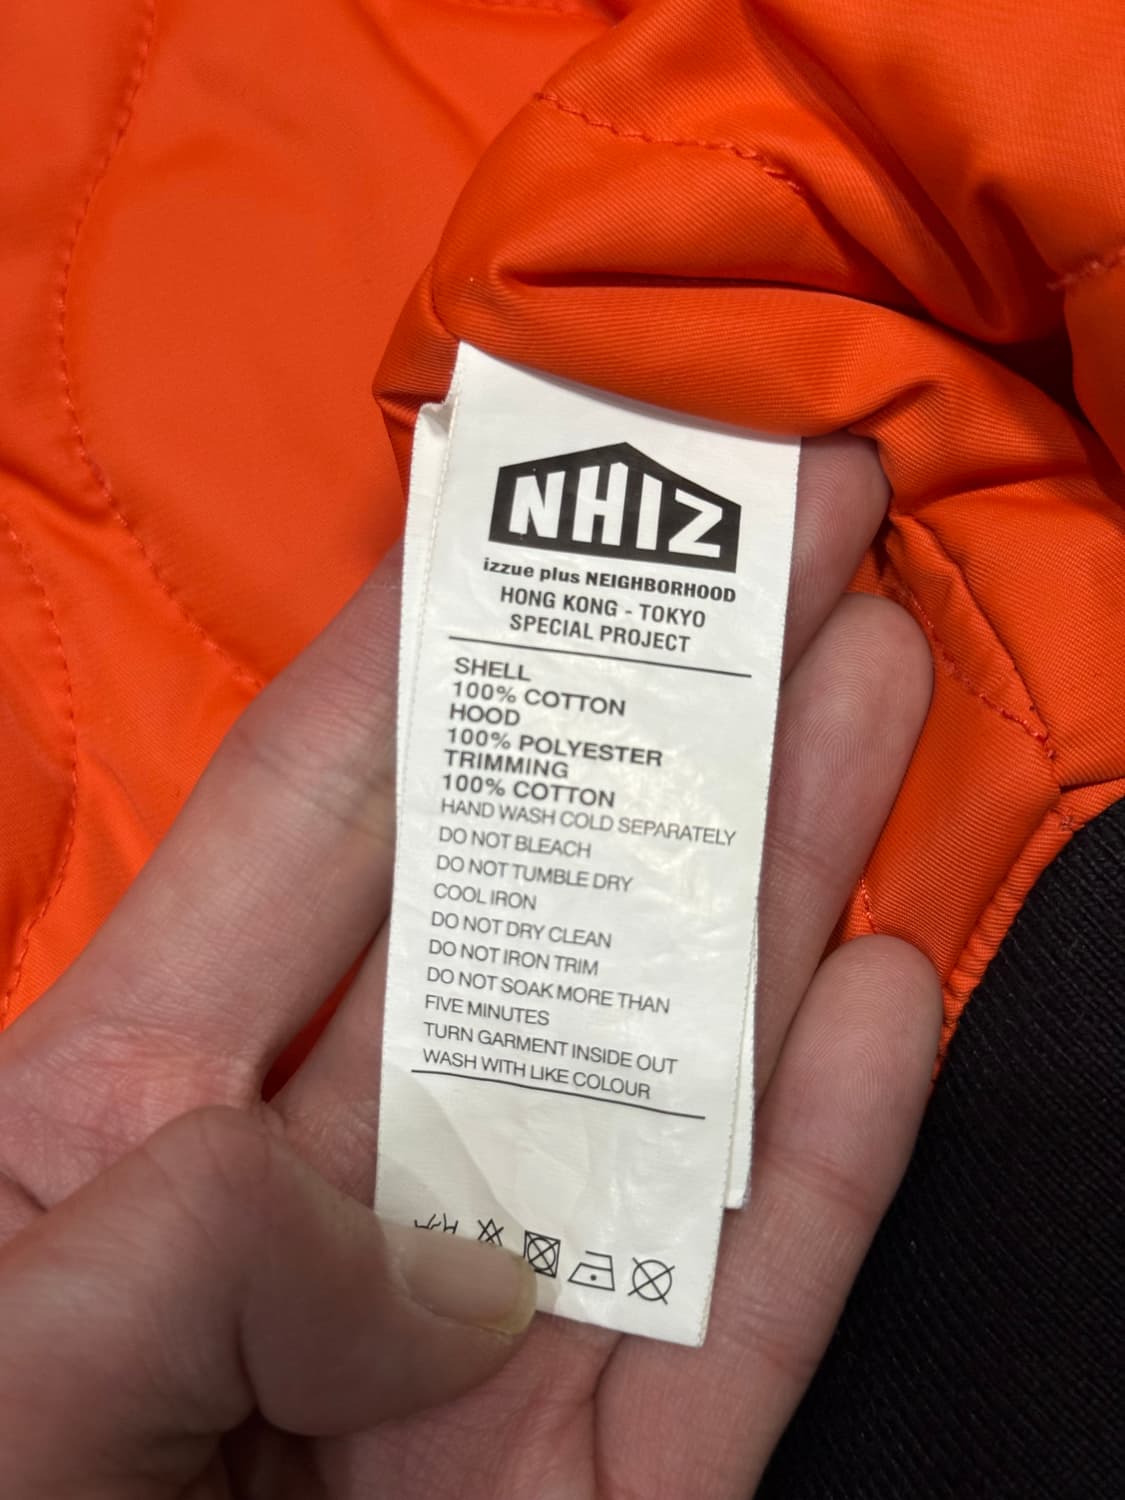 NHIZ
izzue plus NEIGHBORHOOD
HONG KONG - TOKYO
SPECIAL PROJECT
SHELL
100% COTTON
HOOD
100% POLYESTER
TRIMMING
100% COTTON
HAND WASH COLD SEPARATELY
DO NOT BLEACH
DO NOT TUMBLE DRY
COOL IRON
DO NOT DRY CLEAN
DO NOT IRON TRIM
DO NOT SOAK MORE THAN
FIVE MINUTES
TURN GARMENT INSIDE OUT
WASH WITH LIKE COLOUR